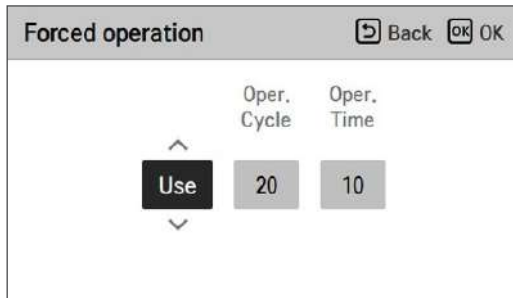 Forced operation Back OK OK
Oper. Oper.
Cycle Time
Use 20 10